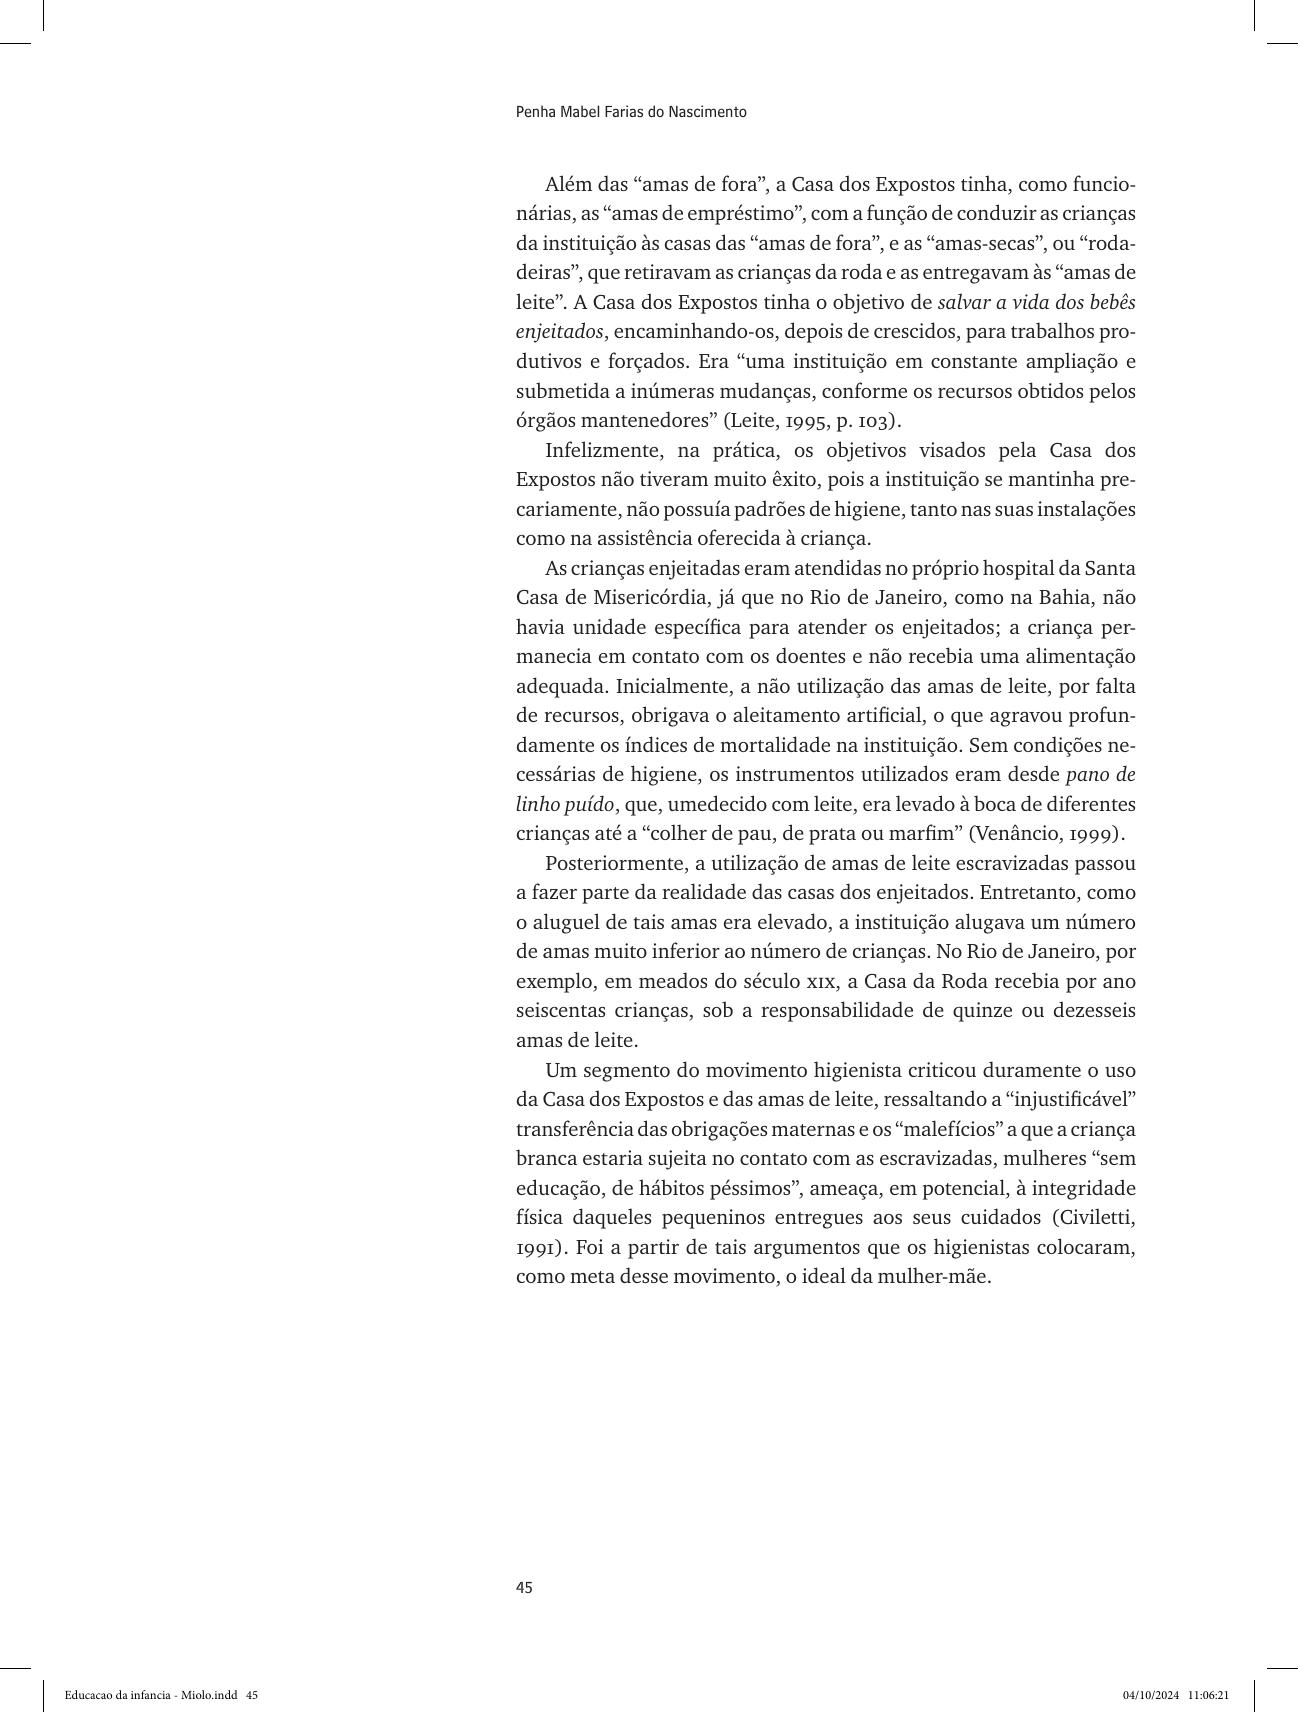 Penha Mabel Farias do Nascimento
Além das “amas de fora”, a Casa dos Expostos tinha, como funcio-
nárias, as “amas de empréstimo”, com a função de conduzir as crianças
da instituição às casas das “amas de fora”, e as “amas-secas”, ou “roda-
deiras”, que retiravam as crianças da roda e as entregavam às “amas de
leite”. A Casa dos Expostos tinha o objetivo de salvar a vida dos bebês
enjeitados, encaminhando-os, depois de crescidos, para trabalhos pro-
dutivos e forçados. Era “uma instituição em constante ampliação e
submetida a inúmeras mudanças, conforme os recursos obtidos pelos
órgãos mantenedores” (Leite, 1995, p. 103).
Infelizmente, na prática, os objetivos visados pela Casa dos
Expostos não tiveram muito êxito, pois a instituição se mantinha pre-
cariamente, não possuía padrões de higiene, tanto nas suas instalações
como na assistência oferecida à criança.
As crianças enjeitadas eram atendidas no próprio hospital da Santa
Casa de Misericórdia, já que no Rio de Janeiro, como na Bahia, não
havia unidade específica para atender os enjeitados; a criança per-
manecia em contato com os doentes e não recebia uma alimentação
adequada. Inicialmente, a não utilização das amas de leite, por falta
de recursos, obrigava o aleitamento artificial, o que agravou profun-
damente os índices de mortalidade na instituição. Sem condições ne-
cessárias de higiene, os instrumentos utilizados eram desde pano de
linho puído, que, umedecido com leite, era levado à boca de diferentes
crianças até a “colher de pau, de prata ou marfim” (Venâncio, 1999).
Posteriormente, a utilização de amas de leite escravizadas passou
a fazer parte da realidade das casas dos enjeitados. Entretanto, como
o aluguel de tais amas era elevado, a instituição alugava um número
de amas muito inferior ao número de crianças. No Rio de Janeiro, por
exemplo, em meados do século XIX, a Casa da Roda recebia por ano
seiscentas crianças, sob a responsabilidade de quinze ou dezesseis
amas de leite.
Um segmento do movimento higienista criticou duramente o uso
da Casa dos Expostos e das amas de leite, ressaltando a “injustificável”
transferência das obrigações maternas e os “malefícios” a que a criança
branca estaria sujeita no contato com as escravizadas, mulheres “sem
educação, de hábitos péssimos”, ameaça, em potencial, à integridade
física daqueles pequeninos entregues aos seus cuidados (Civiletti,
1991). Foi a partir de tais argumentos que os higienistas colocaram,
como meta desse movimento, o ideal da mulher-mãe.
45
Educacao da infancia - Miolo.indd 45
04/10/2024 11:06:21